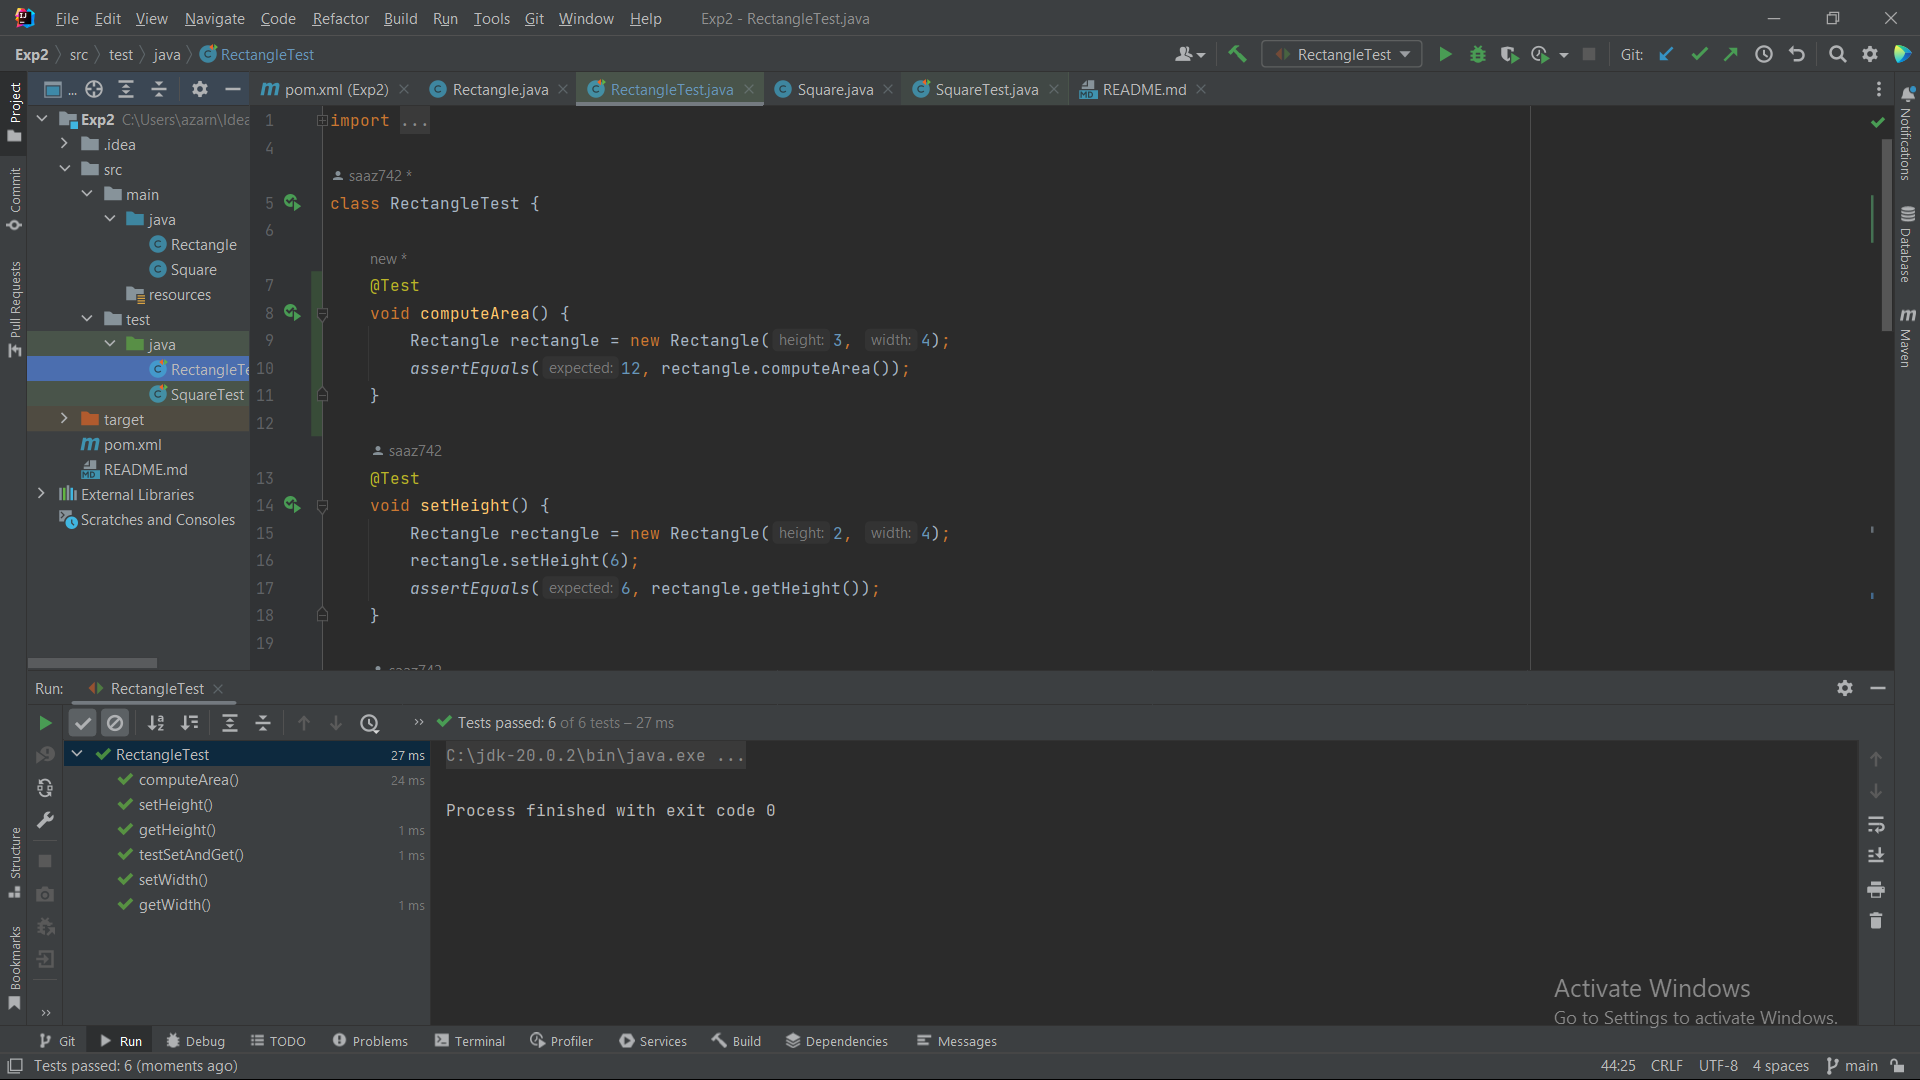 File Edit View Navigate Code Refactor Build Run Tools Git Window Help Exp2 - RectangleTest.java
Exp2 src test java RectangleTest RectangleTest Git:
... pom.xml (Exp2) Rectangle.java RectangleTest.java Square.java SquareTest.java README.md
Project
Commit
Pull Requests
Structure
Bookmarks
Exp2 C:\Users\azarn\Idea
.idea
src
main
java
Rectangle
Square
resources
test
java
RectangleTe
SquareTest
target
pom.xml
README.md
External Libraries
Scratches and Consoles
1 import ...
4
saaz742 *
5 class RectangleTest {
6
new *
7 @Test
8 void computeArea() {
9 Rectangle rectangle = new Rectangle( height: 3, width: 4);
10 assertEquals( expected: 12, rectangle.computeArea());
11 }
12
saaz742
13 @Test
14 void setHeight() {
15 Rectangle rectangle = new Rectangle( height: 2, width: 4);
16 rectangle.setHeight(6);
17 assertEquals( expected: 6, rectangle.getHeight());
18 }
19
saaz742
Notifications
Database
Maven
Run: RectangleTest
Tests passed: 6 of 6 tests – 27 ms
RectangleTest 27 ms
computeArea() 24 ms
setHeight()
getHeight() 1 ms
testSetAndGet() 1 ms
setWidth()
getWidth() 1 ms
C:\jdk-20.0.2\bin\java.exe ...
Process finished with exit code 0
Activate Windows
Go to Settings to activate Windows.
Git Run Debug TODO Problems Terminal Profiler Services Build Dependencies Messages
Tests passed: 6 (moments ago) 44:25 CRLF UTF-8 4 spaces main